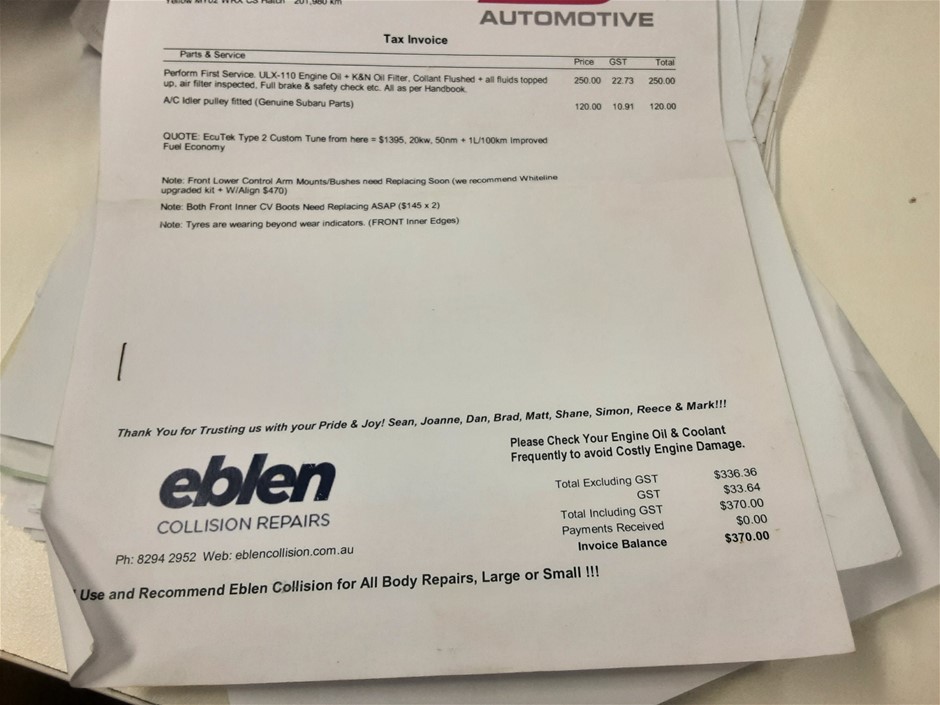 Yellow MY02 WRX CS Hatch 201,980 km
AUTOMOTIVE
Tax Invoice
Parts & Service Price GST Total
Perform First Service. ULX-110 Engine Oil + K&N Oil Filter, Collant Flushed + all fluids topped 250.00 22.73 250.00
up, air filter inspected, Full brake & safety check etc. All as per Handbook.
A/C Idler pulley fitted (Genuine Subaru Parts) 120.00 10.91 120.00
QUOTE: EcuTek Type 2 Custom Tune from here = $1395, 20kw, 50nm + 1L/100km Improved
Fuel Economy
Note: Front Lower Control Arm Mounts/Bushes need Replacing Soon (we recommend Whiteline
upgraded kit + W/Align $470)
Note: Both Front Inner CV Boots Need Replacing ASAP ($145 x 2)
Note: Tyres are wearing beyond wear indicators. (FRONT Inner Edges)
Thank You for Trusting us with your Pride & Joy! Sean, Joanne, Dan, Brad, Matt, Shane, Simon, Reece & Mark!!!
Please Check Your Engine Oil & Coolant
Frequently to avoid Costly Engine Damage.
eblen
COLLISION REPAIRS
Ph: 8294 2952 Web: eblencollision.com.au
Total Excluding GST $336.36
GST $33.64
Total Including GST $370.00
Payments Received $0.00
Invoice Balance $370.00
Use and Recommend Eblen Collision for All Body Repairs, Large or Small !!!